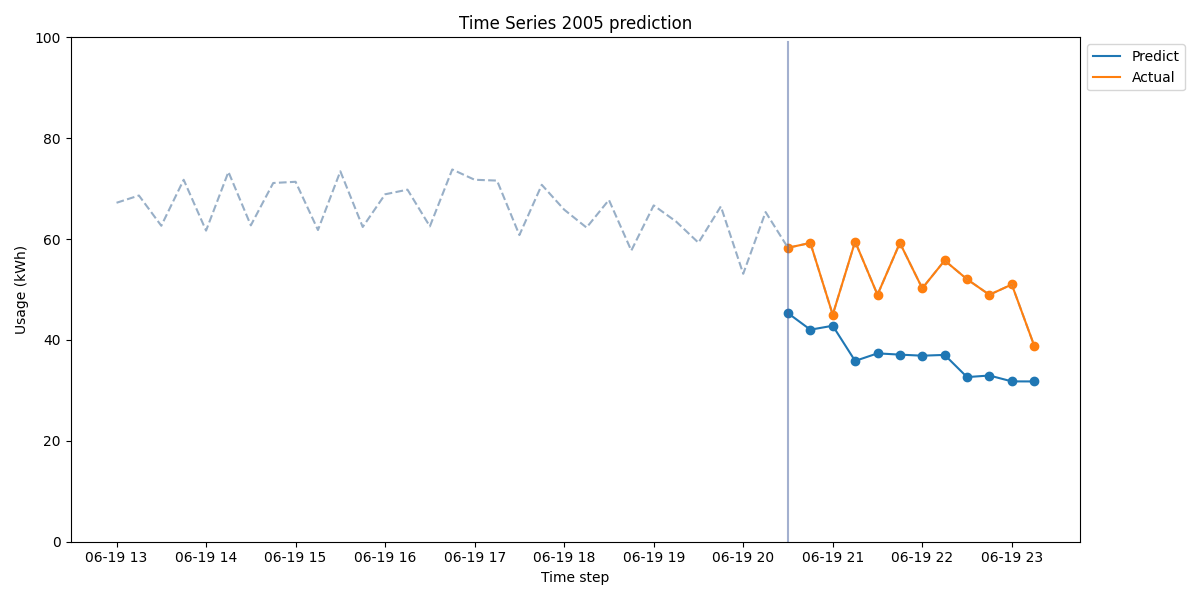 Time Series 2005 prediction
100
80
60
40
20
0
Usage (kWh)
06-19 13 06-19 14 06-19 15 06-19 16 06-19 17 06-19 18 06-19 19 06-19 20 06-19 21 06-19 22 06-19 23
Time step
Predict
Actual